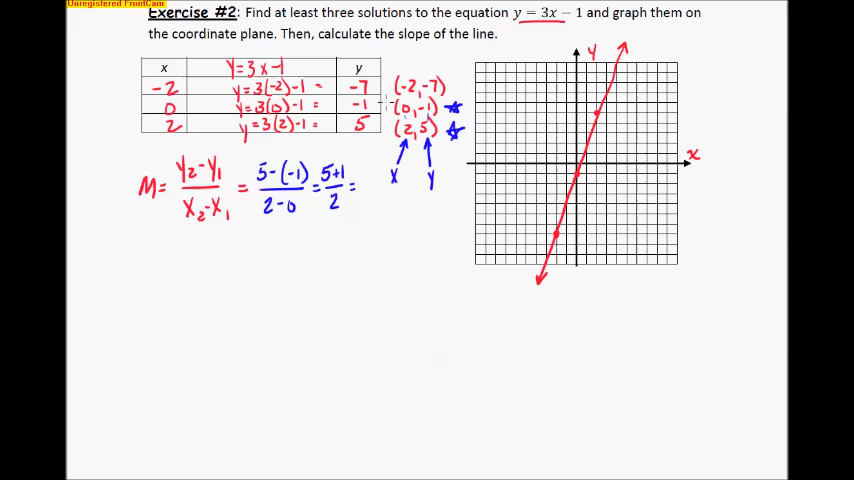 Unregistered FrontCam
Exercise #2: Find at least three solutions to the equation y = 3x − 1 and graph them on
the coordinate plane. Then, calculate the slope of the line.
x y=3x-1 y
-2 y=3(-2)-1= -7 (-2,-7)
0 y=3(0)-1= -1 (0,-1)
2 y=3(2)-1= 5 (2,5)
x y
M= y2-y1 / x2-x1 = 5-(-1) / 2-0 = 5+1 / 2 =
y
x